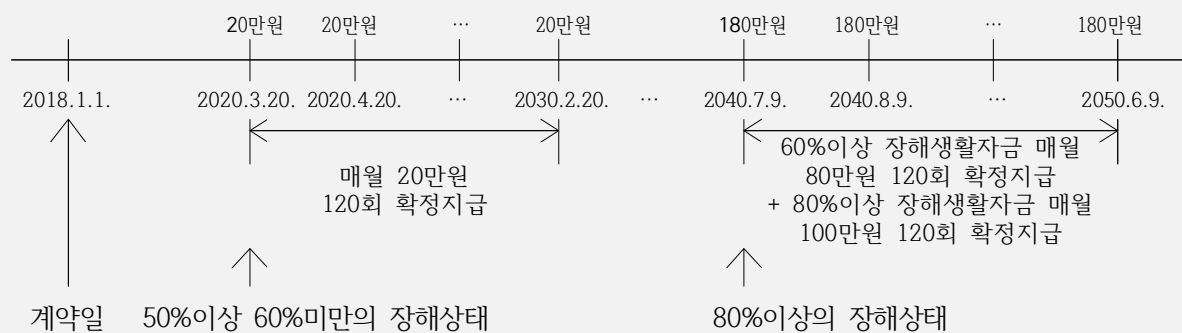 20만원 20만원 … 20만원 180만원 180만원 … 180만원
2018.1.1. 2020.3.20. 2020.4.20. … 2030.2.20. … 2040.7.9. 2040.8.9. … 2050.6.9.
매월 20만원
120회 확정지급
60%이상 장해생활자금 매월
80만원 120회 확정지급
+ 80%이상 장해생활자금 매월
100만원 120회 확정지급
계약일 50%이상 60%미만의 장해상태 80%이상의 장해상태